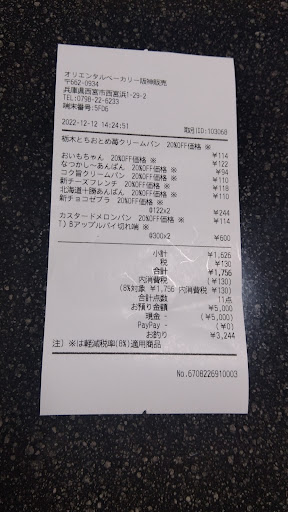 オリエンタルベーカリー阪神販売
〒662-0934
兵庫県西宮市西宮浜1-29-2
TEL:0798-22-8233
端末番号:5FD6
2022-12-12 14:24:51 取引ID:103068
栃木とちおとめ苺クリームパン 20%OFF価格 ※
¥114
おいもちゃん 20%OFF価格 ※ ¥122
なつかし〜あんぱん 20%OFF価格 ※ ¥94
コク旨クリームパン 20%OFF価格 ※ ¥110
新チーズフレンチ 20%OFF価格 ※ ¥118
北海道十勝あんぱん 20%OFF価格 ※ ¥110
新チョコゼブラ 20%OFF価格 ※
@122×2 ¥244
カスタードメロンパン 20%OFF価格 ※ ¥114
T)Bアップルパイ切れ端 ※
@300×2 ¥600
小計 ¥1,626
税 ¥130
合計 ¥1,756
内消費税 (¥130)
(8%対象 ¥1,756 内消費税 ¥130)
合計点数 11点
お預り金額 ¥5,000
現金 - (¥5,000)
PayPay - (¥0)
お釣り ¥3,244
注) ※は軽減税率(8%)適用商品
No.6708226910003